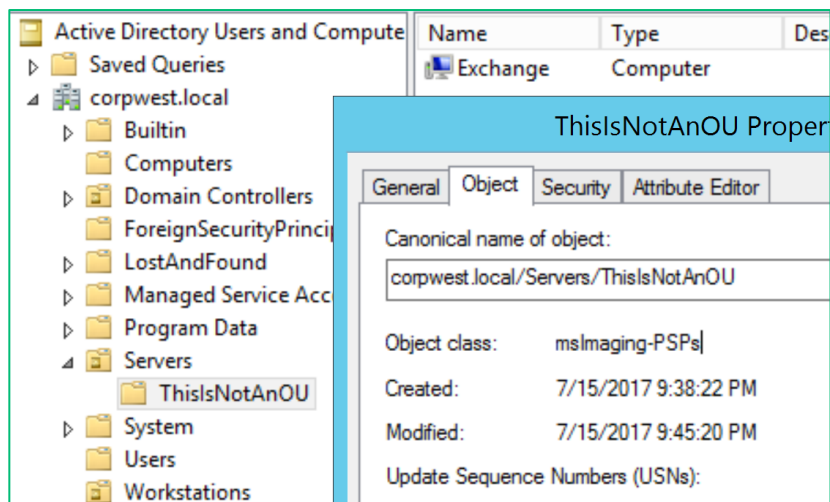 Active Directory Users and Compute
Saved Queries
corpwest.local
Builtin
Computers
Domain Controllers
ForeignSecurityPrincip
LostAndFound
Managed Service Acc
Program Data
Servers
ThisIsNotAnOU
System
Users
Workstations
Name Type Des
Exchange Computer
ThisIsNotAnOU Proper
General Object Security Attribute Editor
Canonical name of object:
corpwest.local/Servers/ThisIsNotAnOU
Object class: msImaging-PSPs
Created: 7/15/2017 9:38:22 PM
Modified: 7/15/2017 9:45:20 PM
Update Sequence Numbers (USNs):